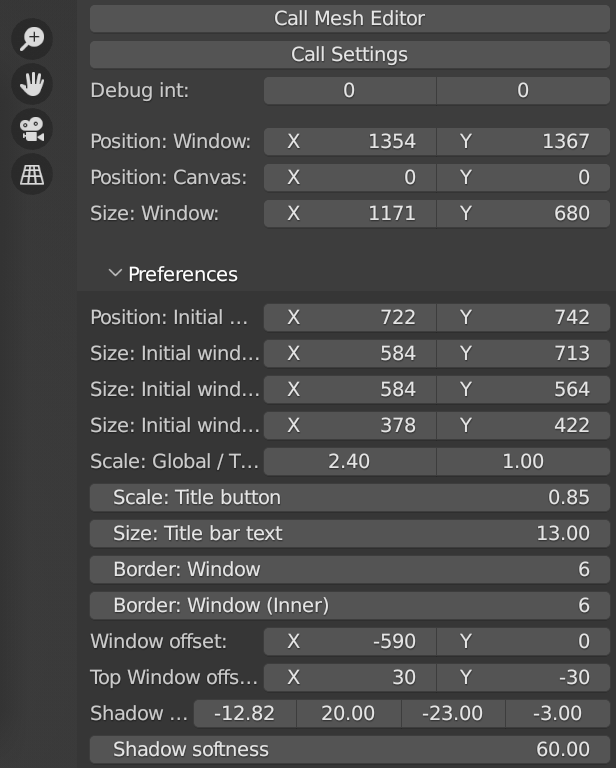 Call Mesh Editor
Call Settings
Debug int: 0 0
Position: Window: X 1354 Y 1367
Position: Canvas: X 0 Y 0
Size: Window: X 1171 Y 680
Preferences
Position: Initial ... X 722 Y 742
Size: Initial wind... X 584 Y 713
Size: Initial wind... X 584 Y 564
Size: Initial wind... X 378 Y 422
Scale: Global / T... 2.40 1.00
Scale: Title button 0.85
Size: Title bar text 13.00
Border: Window 6
Border: Window (Inner) 6
Window offset: X -590 Y 0
Top Window offs... X 30 Y -30
Shadow ... -12.82 20.00 -23.00 -3.00
Shadow softness 60.00